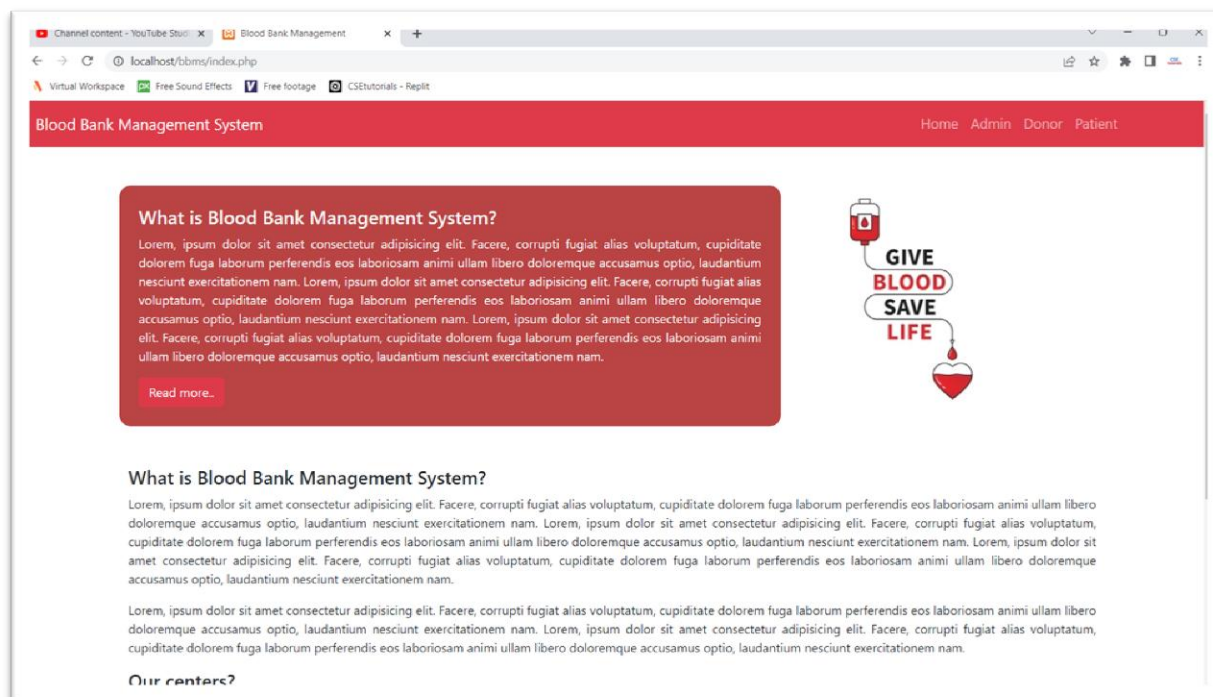 Channel content - YouTube Studi
Blood Bank Management
localhost/bbms/index.php
Virtual Workspace
Free Sound Effects
Free footage
CSEtutorials - Replit
Blood Bank Management System
Home Admin Donor Patient
What is Blood Bank Management System?
Lorem, ipsum dolor sit amet consectetur adipisicing elit. Facere, corrupti fugiat alias voluptatum, cupiditate
dolorem fuga laborum perferendis eos laboriosam animi ullam libero doloremque accusamus optio, laudantium
nesciunt exercitationem nam. Lorem, ipsum dolor sit amet consectetur adipisicing elit. Facere, corrupti fugiat alias
voluptatum, cupiditate dolorem fuga laborum perferendis eos laboriosam animi ullam libero doloremque
accusamus optio, laudantium nesciunt exercitationem nam. Lorem, ipsum dolor sit amet consectetur adipisicing
elit. Facere, corrupti fugiat alias voluptatum, cupiditate dolorem fuga laborum perferendis eos laboriosam animi
ullam libero doloremque accusamus optio, laudantium nesciunt exercitationem nam.
Read more..
GIVE
BLOOD
SAVE
LIFE
What is Blood Bank Management System?
Lorem, ipsum dolor sit amet consectetur adipisicing elit. Facere, corrupti fugiat alias voluptatum, cupiditate dolorem fuga laborum perferendis eos laboriosam animi ullam libero
doloremque accusamus optio, laudantium nesciunt exercitationem nam. Lorem, ipsum dolor sit amet consectetur adipisicing elit. Facere, corrupti fugiat alias voluptatum,
cupiditate dolorem fuga laborum perferendis eos laboriosam animi ullam libero doloremque accusamus optio, laudantium nesciunt exercitationem nam. Lorem, ipsum dolor sit
amet consectetur adipisicing elit. Facere, corrupti fugiat alias voluptatum, cupiditate dolorem fuga laborum perferendis eos laboriosam animi ullam libero doloremque
accusamus optio, laudantium nesciunt exercitationem nam.
Lorem, ipsum dolor sit amet consectetur adipisicing elit. Facere, corrupti fugiat alias voluptatum, cupiditate dolorem fuga laborum perferendis eos laboriosam animi ullam libero
doloremque accusamus optio, laudantium nesciunt exercitationem nam. Lorem, ipsum dolor sit amet consectetur adipisicing elit. Facere, corrupti fugiat alias voluptatum,
cupiditate dolorem fuga laborum perferendis eos laboriosam animi ullam libero doloremque accusamus optio, laudantium nesciunt exercitationem nam.
Our centers?